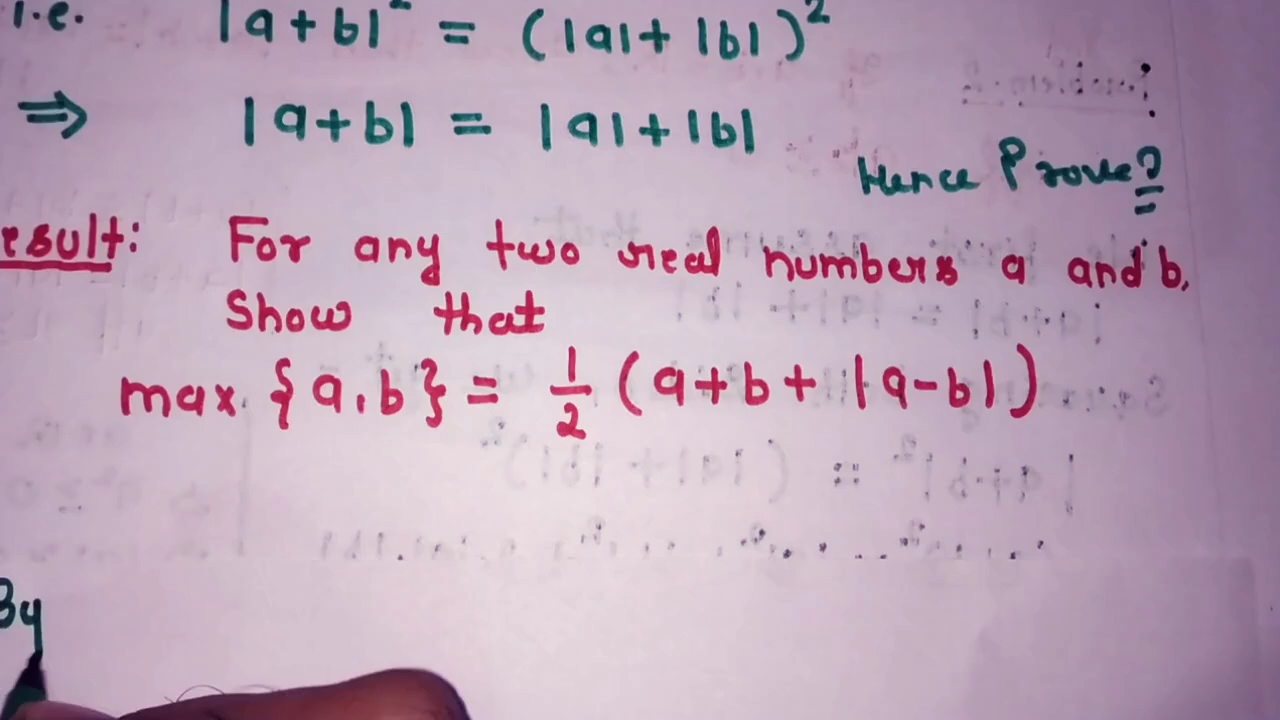 i.e. |a+b|² = (|a|+|b|)²
⇒ |a+b| = |a|+|b|
Hence Proved
esult: For any two real numbers a and b,
Show that
max {a,b} = 1/2 (a+b+|a-b|)
By